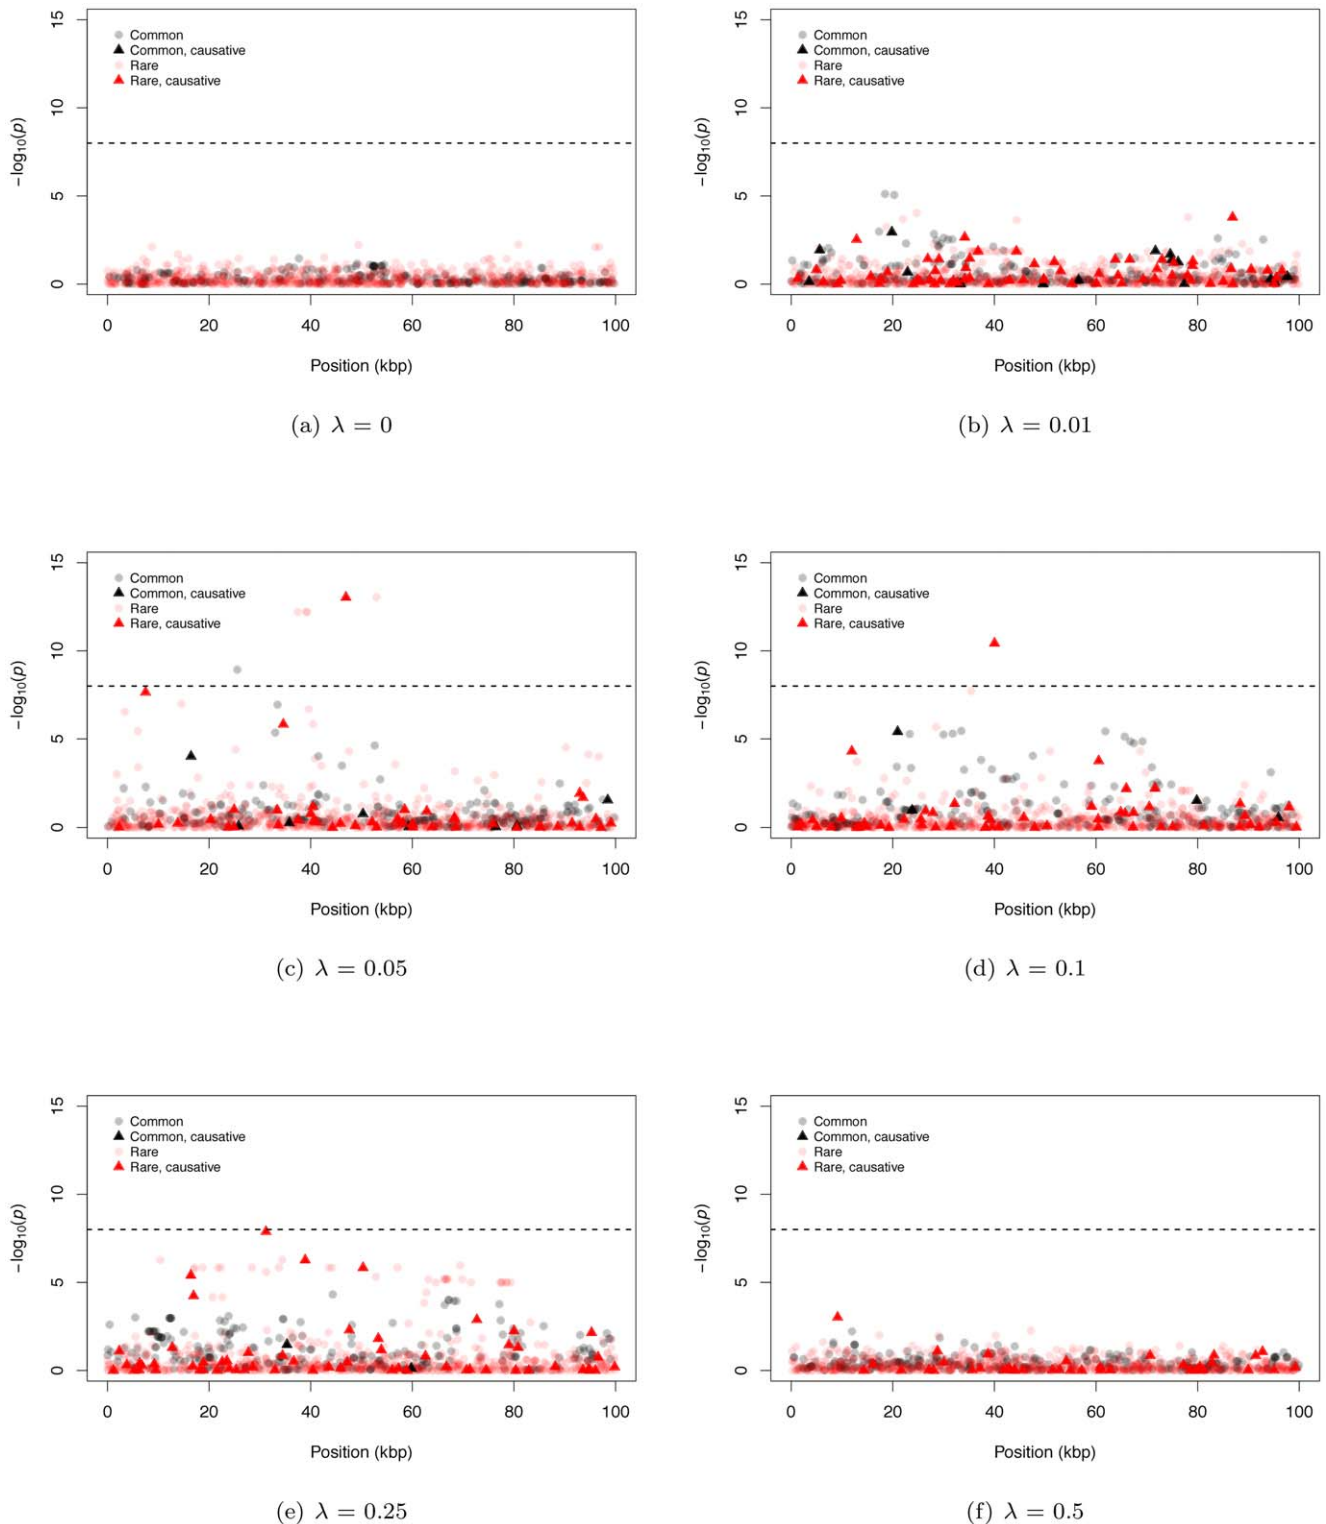 15
10
5
0
−log₁₀(p)
Common
Common, causative
Rare
Rare, causative
0 20 40 60 80 100
Position (kbp)
(a) λ = 0
15
10
5
0
−log₁₀(p)
Common
Common, causative
Rare
Rare, causative
0 20 40 60 80 100
Position (kbp)
(b) λ = 0.01
15
10
5
0
−log₁₀(p)
Common
Common, causative
Rare
Rare, causative
0 20 40 60 80 100
Position (kbp)
(c) λ = 0.05
15
10
5
0
−log₁₀(p)
Common
Common, causative
Rare
Rare, causative
0 20 40 60 80 100
Position (kbp)
(d) λ = 0.1
15
10
5
0
−log₁₀(p)
Common
Common, causative
Rare
Rare, causative
0 20 40 60 80 100
Position (kbp)
(e) λ = 0.25
15
10
5
0
−log₁₀(p)
Common
Common, causative
Rare
Rare, causative
0 20 40 60 80 100
Position (kbp)
(f) λ = 0.5